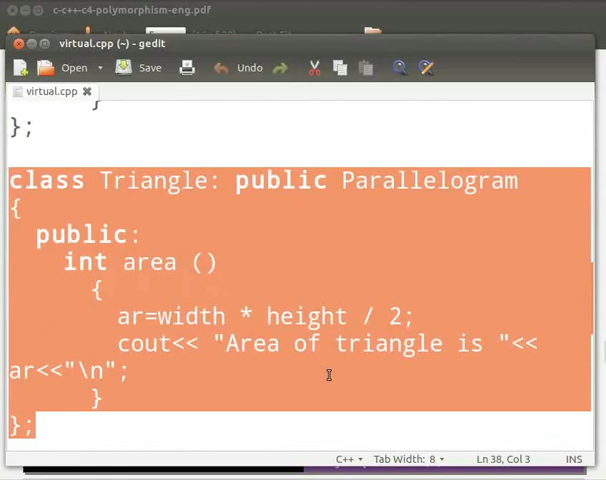 c-c++-c4-polymorphism-eng.pdf
virtual.cpp (~) - gedit
Open Save Undo
virtual.cpp
}
};
class Triangle: public Parallelogram
{
public:
int area ()
{
ar=width * height / 2;
cout<< "Area of triangle is "<<
ar<<"\n";
}
};
C++ Tab Width: 8 Ln 38, Col 3 INS